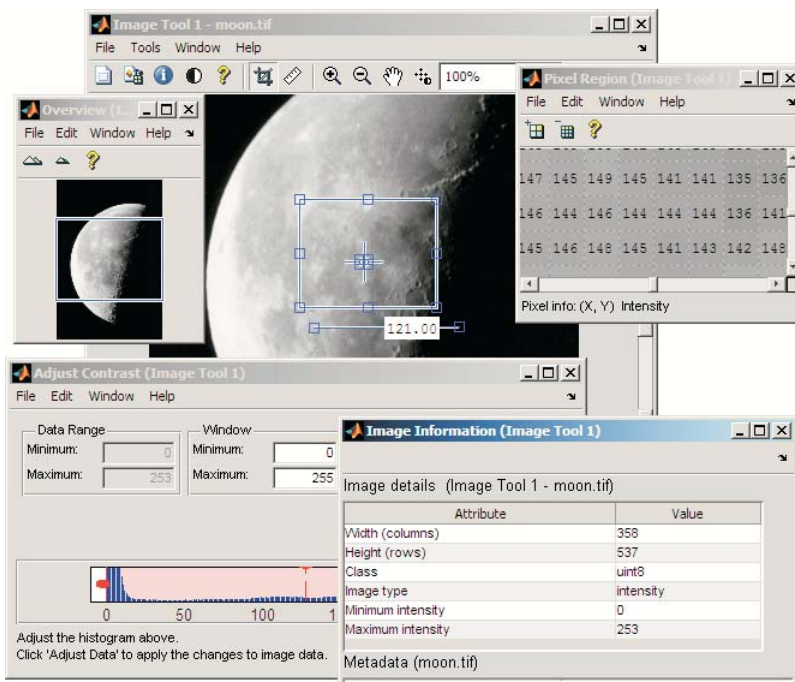 Image Tool 1 - moon.tif
File Tools Window Help
100%
Overview (I...
File Edit Window Help
121.00
Pixel Region (Image Tool 1)
File Edit Window Help
147 145 149 145 141 141 135 136
146 144 146 144 144 144 136 141
145 146 148 145 141 143 142 148
Pixel info: (X, Y) Intensity
Adjust Contrast (Image Tool 1)
File Edit Window Help
Data Range
Minimum: 0
Maximum: 253
Window
Minimum: 0
Maximum: 255
0 50 100 1
Adjust the histogram above.
Click 'Adjust Data' to apply the changes to image data.
Image Information (Image Tool 1)
Image details (Image Tool 1 - moon.tif)
Attribute Value
Width (columns) 358
Height (rows) 537
Class uint8
Image type intensity
Minimum intensity 0
Maximum intensity 253
Metadata (moon.tif)